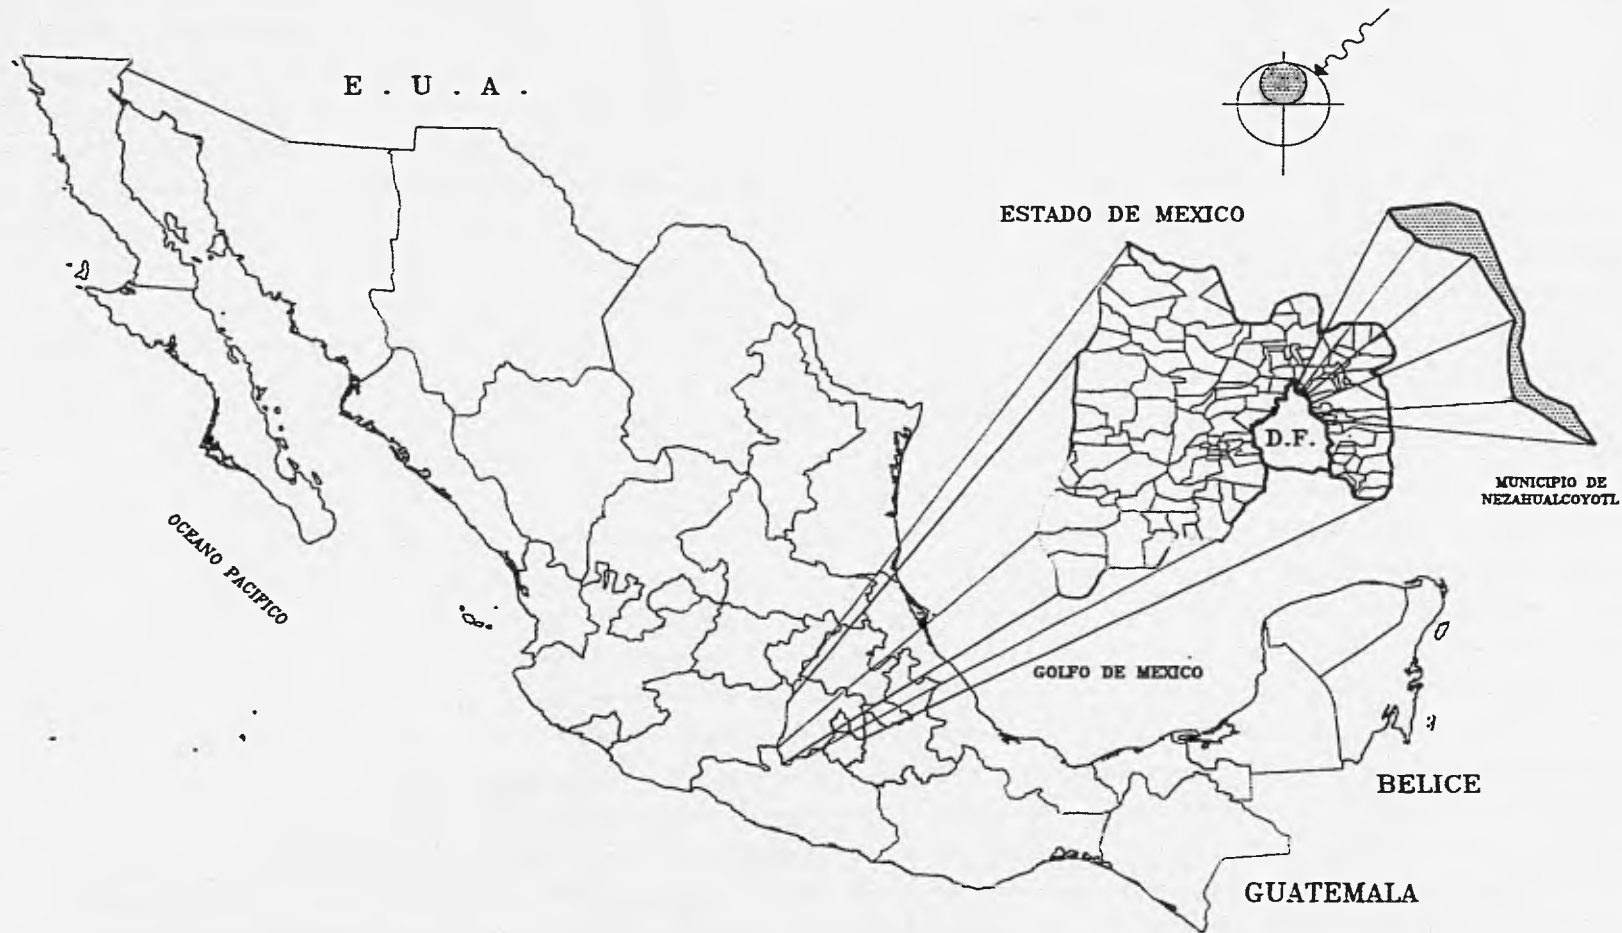 E . U . A .
ESTADO DE MEXICO
D.F.
MUNICIPIO DE
NEZAHUALCOYOTL
OCEANO PACIFICO
GOLFO DE MEXICO
BELICE
GUATEMALA